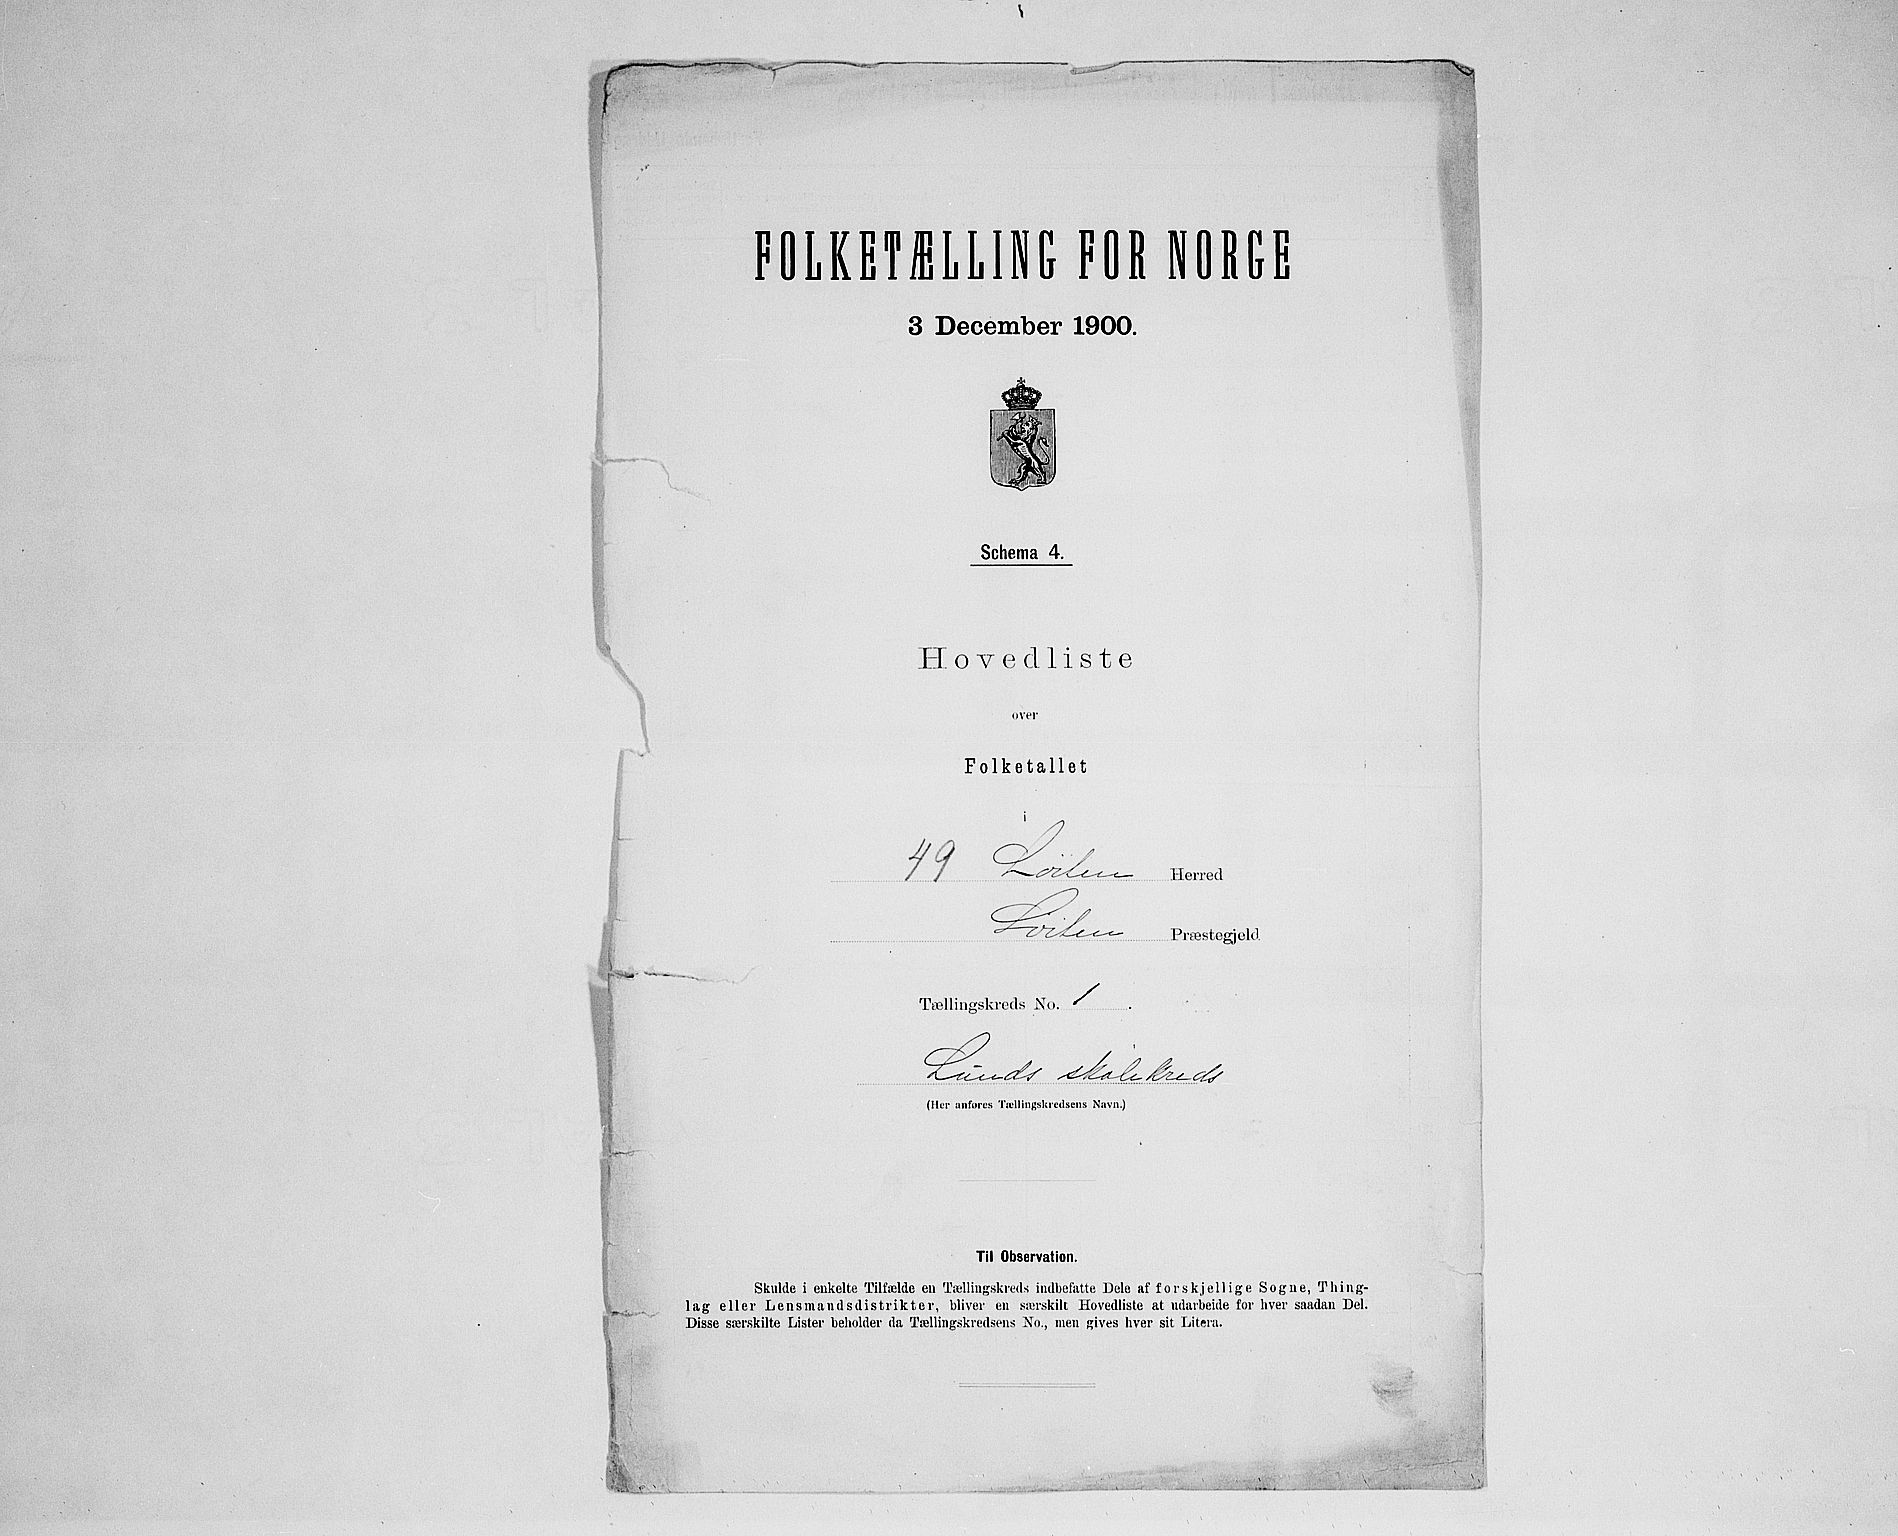 FOLKETÆLLING FOR NORGE
3 December 1900.
Schema 4.
Hovedliste
over
Folketallet
i
49 Löiten Herred
Löiten Præstegjeld
Tællingskreds No. 1.
Lunds skolekreds
(Her anføres Tællingskredsens Navn.)
Til Observation.
Skulde i enkelte Tilfælde en Tællingskreds indbefatte Dele af forskjellige Sogne, Thing-
lag eller Lensmandsdistrikter, bliver en særskilt Hovedliste at udarbeide for hver saadan Del.
Disse særskilte Lister beholder da Tællingskredsens No., men gives hver sit Litera.